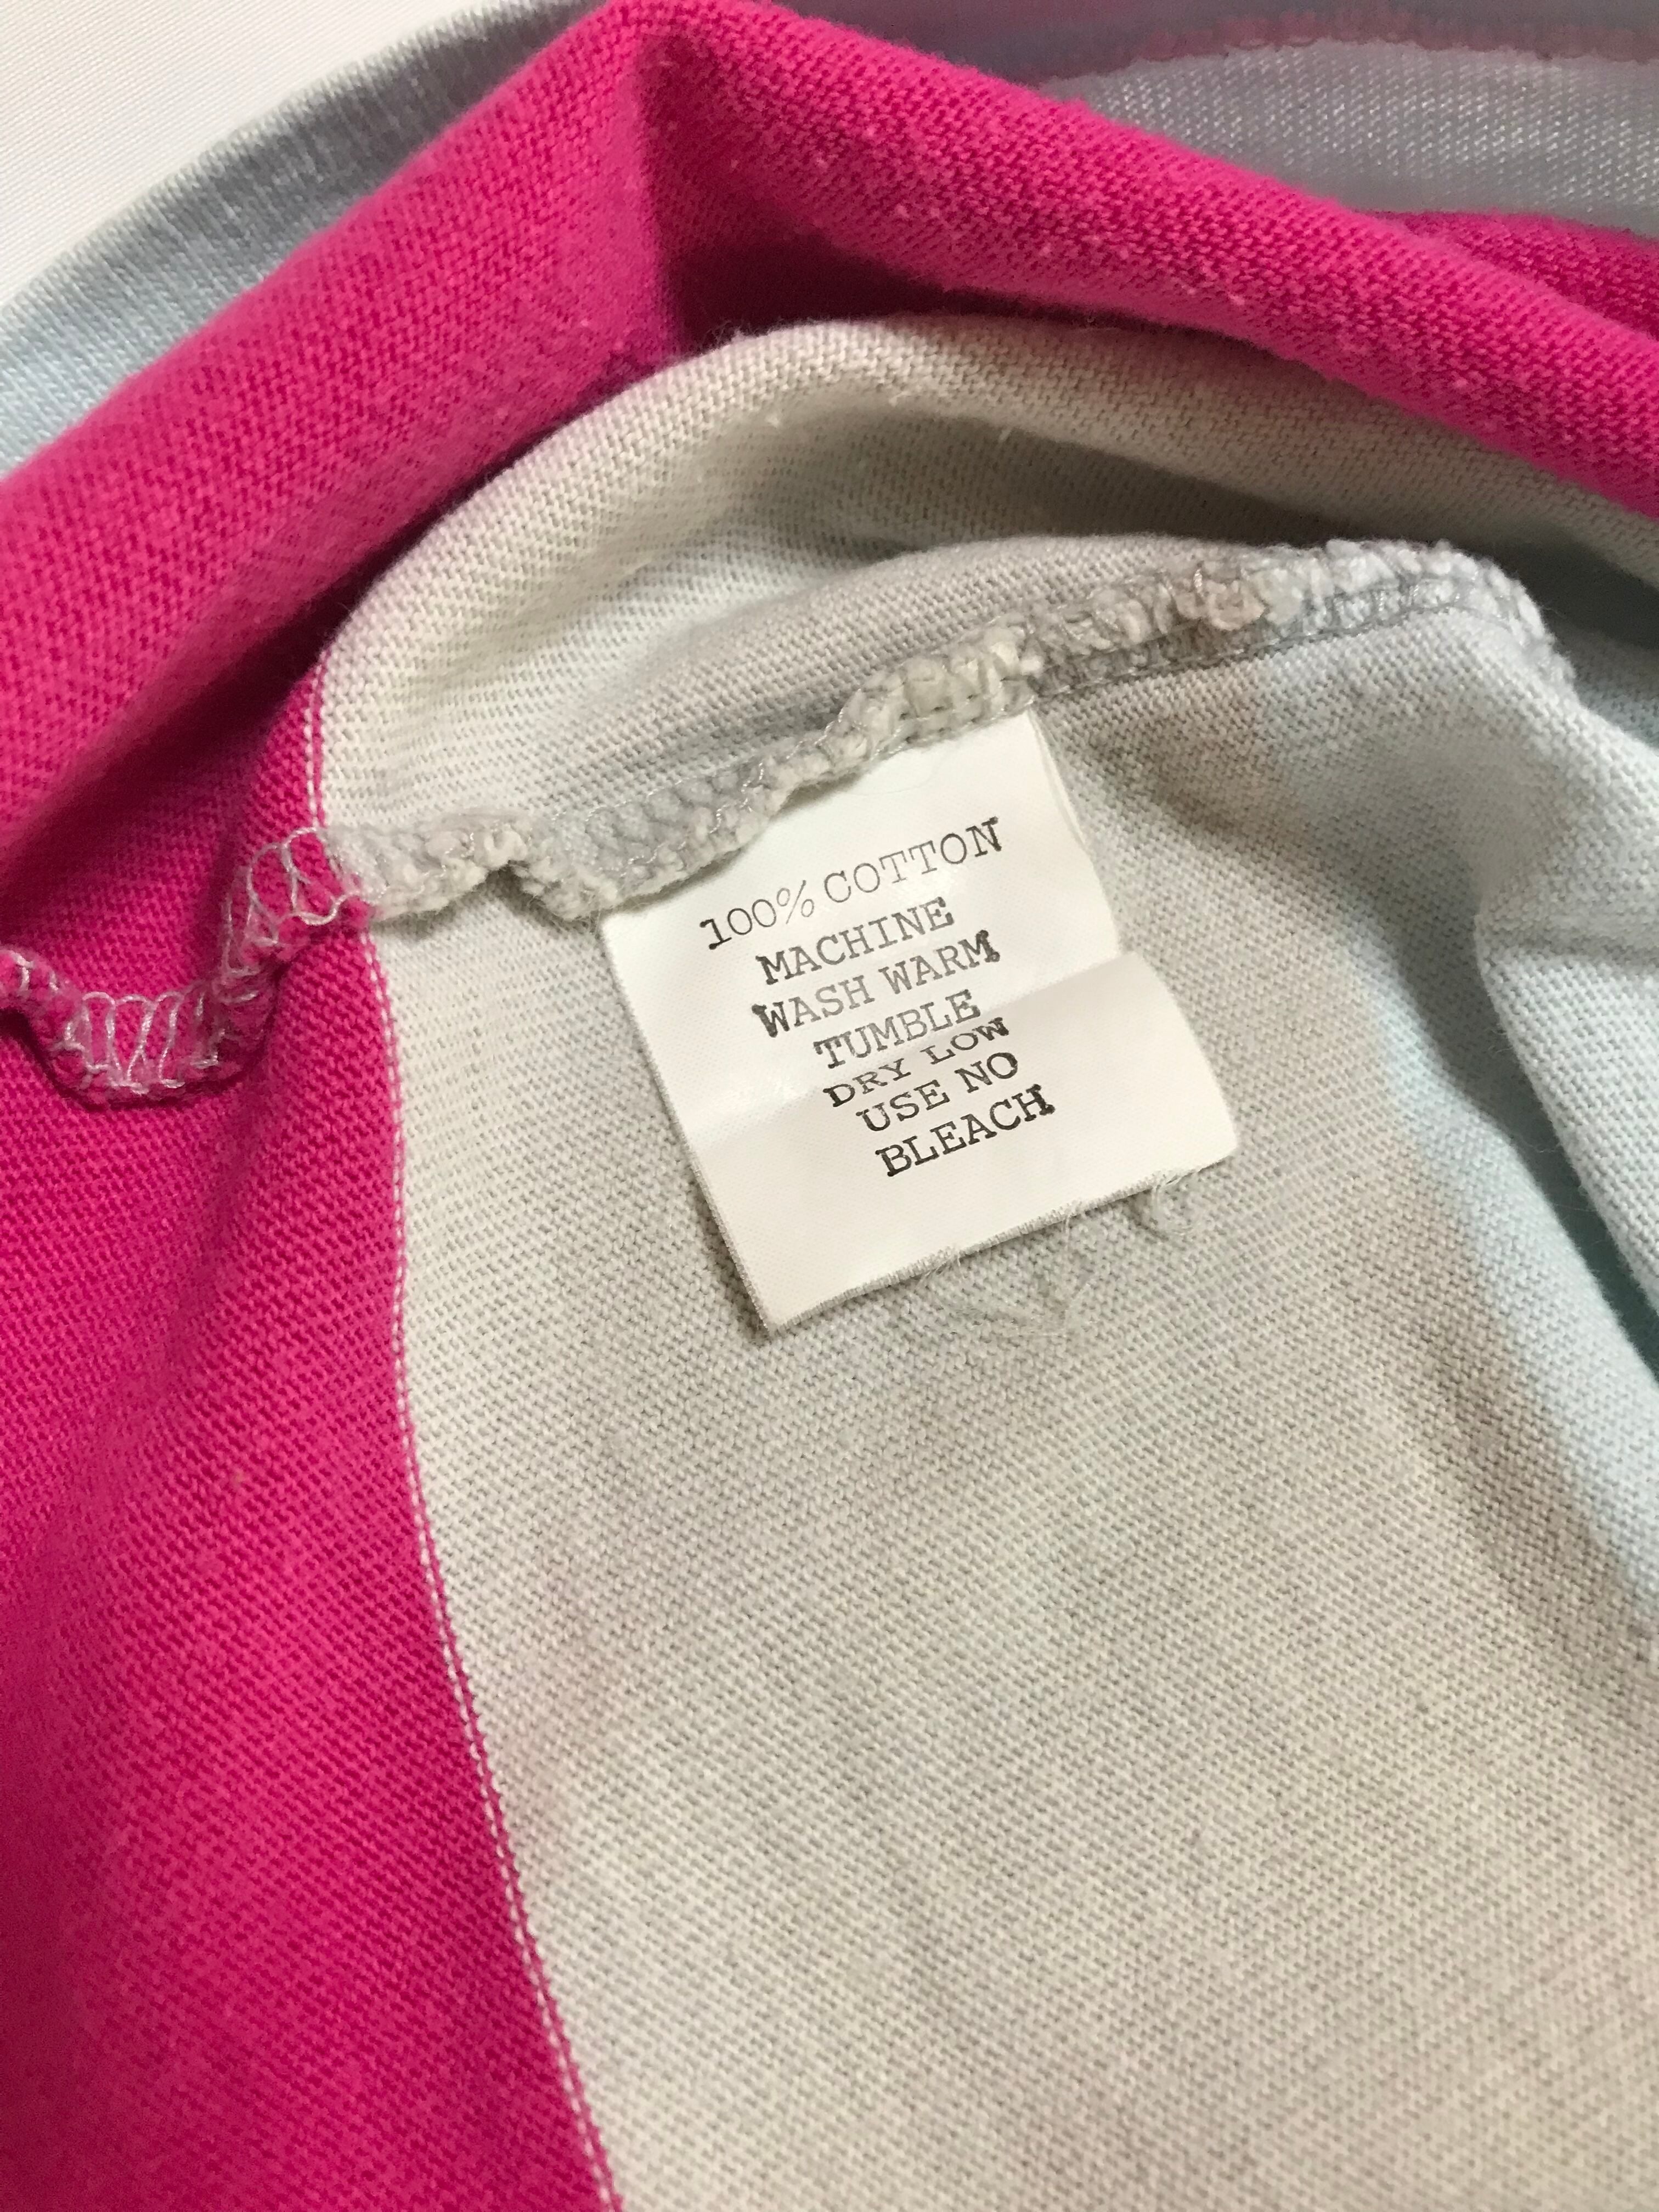 100% COTTON
MACHINE
WASH WARM
TUMBLE
DRY LOW
USE NO
BLEACH